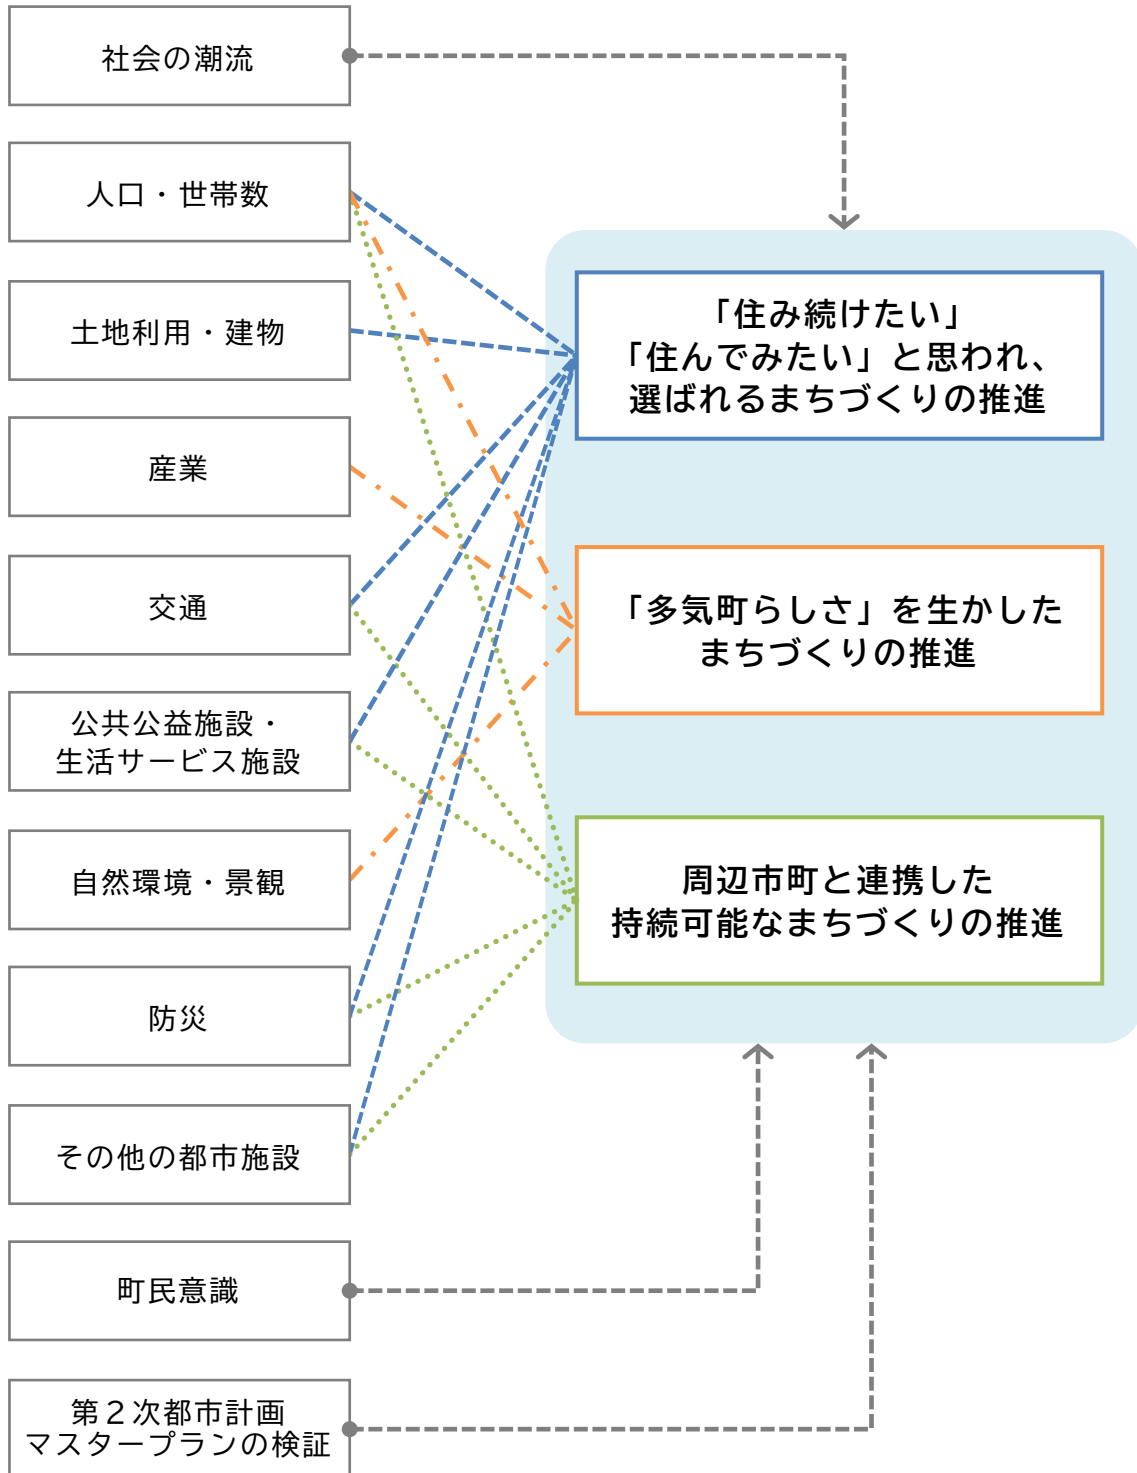 社会の潮流
人口・世帯数
土地利用・建物
産業
交通
公共公益施設・
生活サービス施設
自然環境・景観
防災
その他の都市施設
町民意識
第２次都市計画
マスタープランの検証
「住み続けたい」
「住んでみたい」と思われ、
選ばれるまちづくりの推進
「多気町らしさ」を生かした
まちづくりの推進
周辺市町と連携した
持続可能なまちづくりの推進